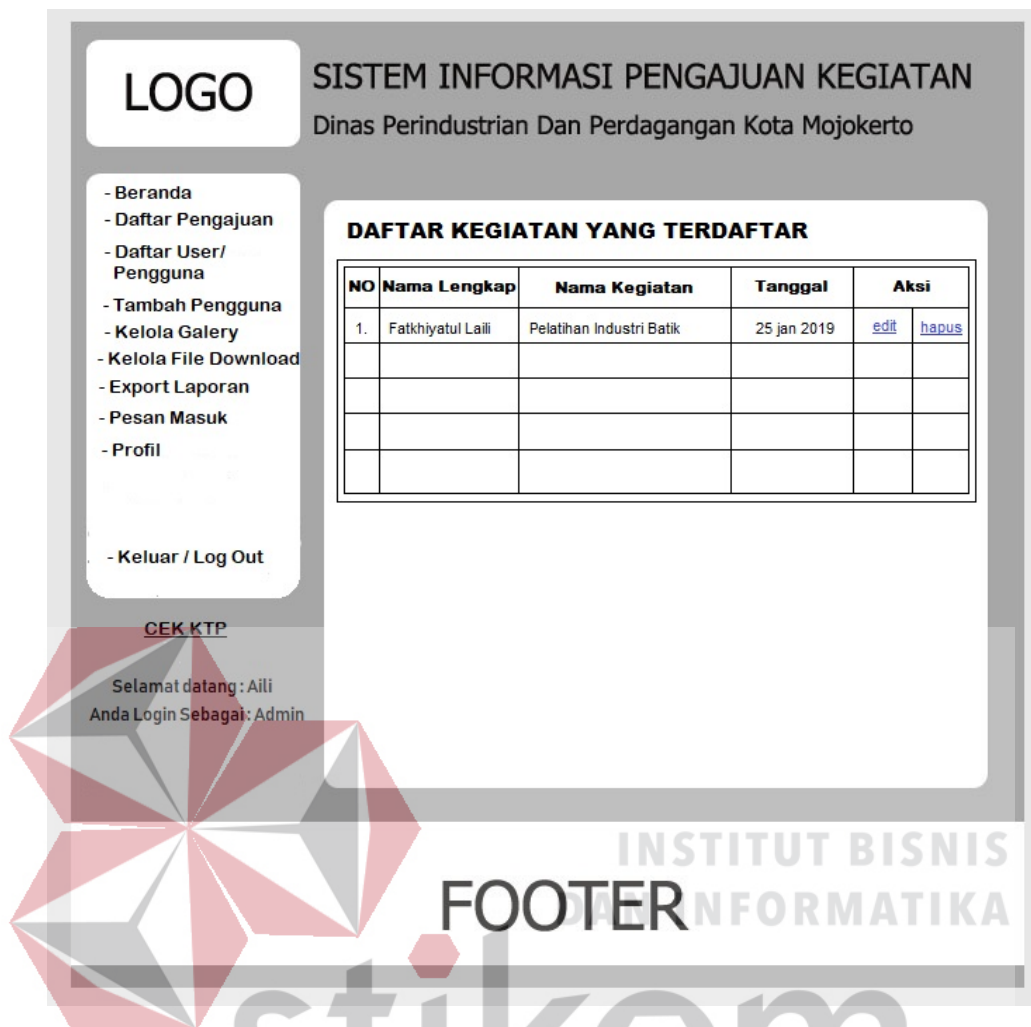 LOGO
SISTEM INFORMASI PENGAJUAN KEGIATAN
Dinas Perindustrian Dan Perdagangan Kota Mojokerto
- Beranda
- Daftar Pengajuan
- Daftar User/
Pengguna
- Tambah Pengguna
- Kelola Galery
- Kelola File Download
- Export Laporan
- Pesan Masuk
- Profil
- Keluar / Log Out
CEK KTP
Selamat datang : Aili
Anda Login Sebagai : Admin
DAFTAR KEGIATAN YANG TERDAFTAR
NO Nama Lengkap Nama Kegiatan Tanggal Aksi
1. Fatkhiyatul Laili Pelatihan Industri Batik 25 jan 2019 edit hapus
INSTITUT BISNIS
DAN INFORMATIKA
FOOTER
stikom